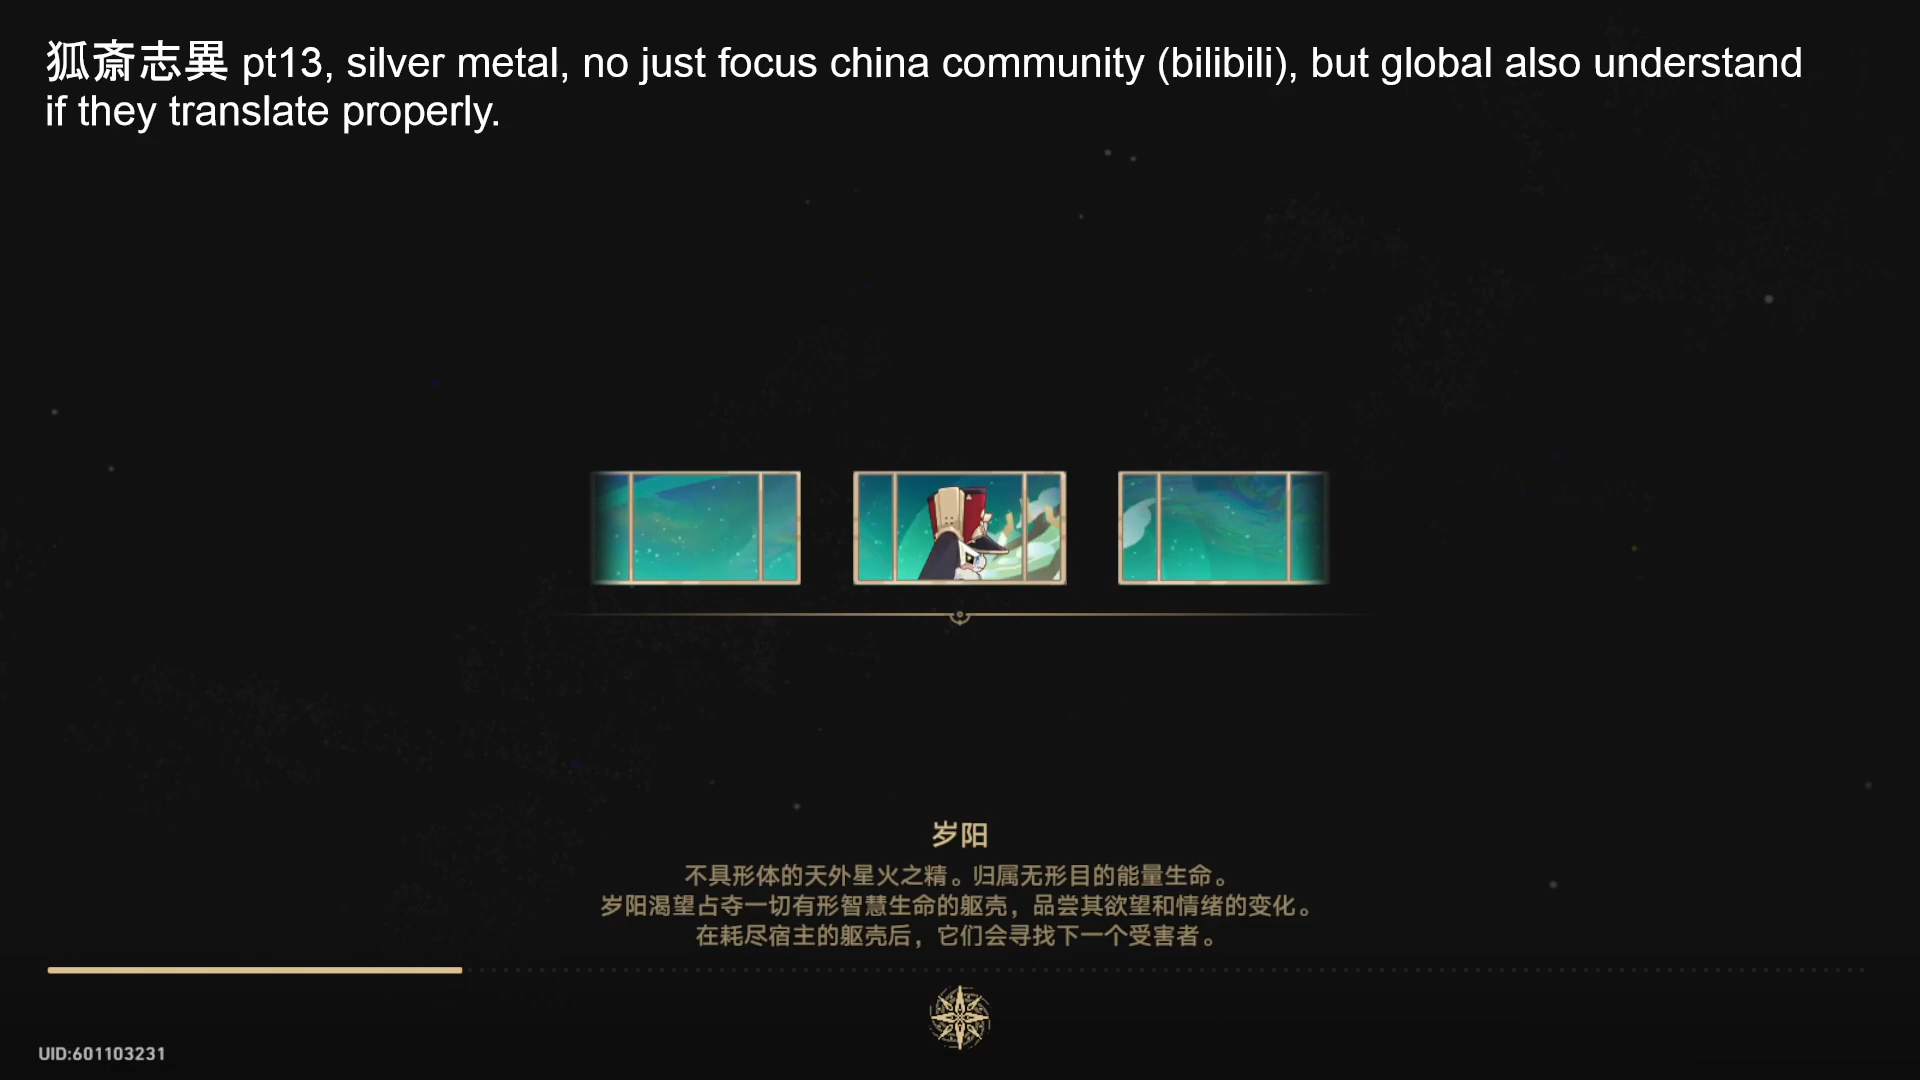 狐斎志異 pt13, silver metal, no just focus china community (bilibili), but global also understand
if they translate properly.
岁阳
不具形体的天外星火之精。归属无形目的能量生命。
岁阳渴望占夺一切有形智慧生命的躯壳，品尝其欲望和情绪的变化。
在耗尽宿主的躯壳后，它们会寻找下一个受害者。
UID:601103231